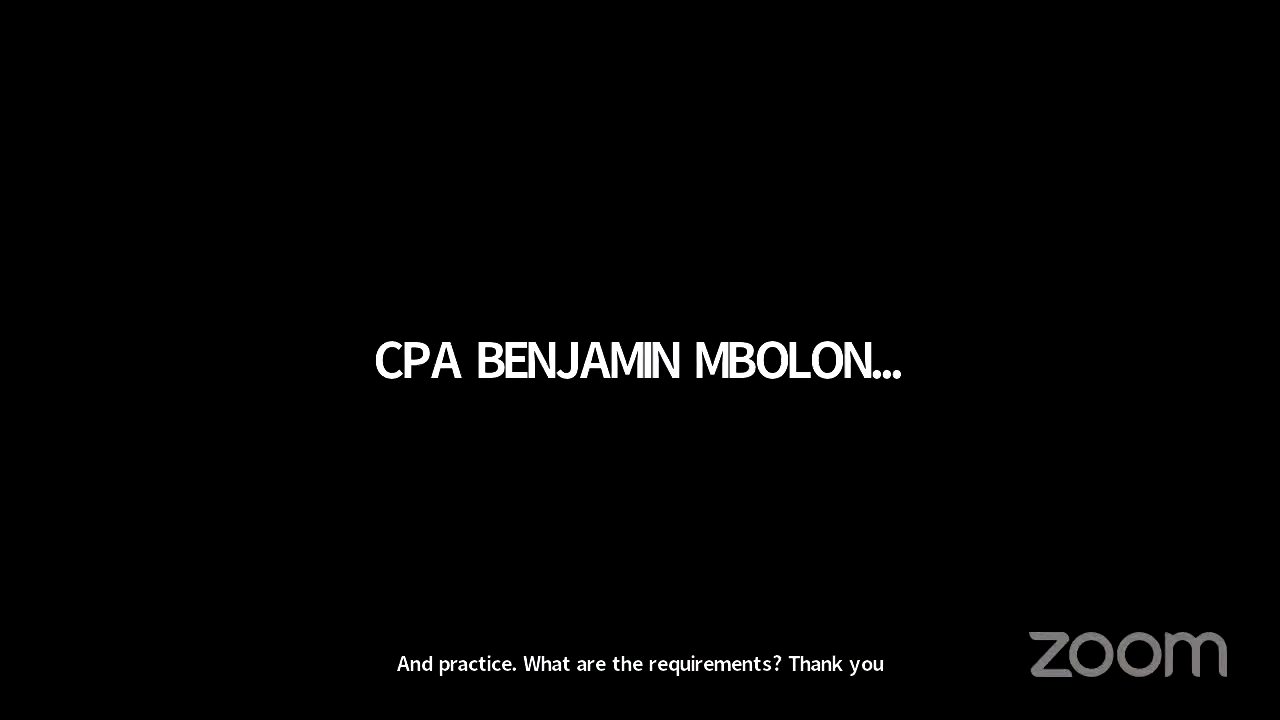 CPA BENJAMIN MBOLON...
And practice. What are the requirements? Thank you
zoom